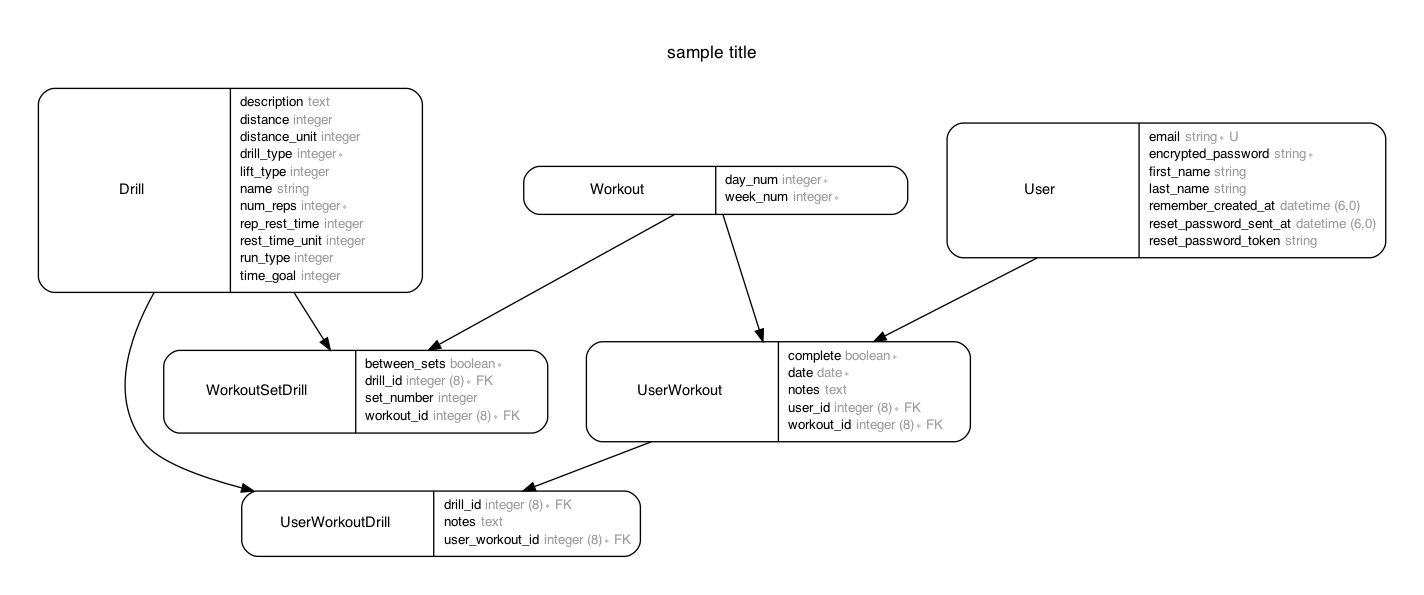 sample title
Drill
description text
distance integer
distance_unit integer
drill_type integer∗
lift_type integer
name string
num_reps integer∗
rep_rest_time integer
rest_time_unit integer
run_type integer
time_goal integer
Workout
day_num integer∗
week_num integer∗
User
email string∗ U
encrypted_password string∗
first_name string
last_name string
remember_created_at datetime (6,0)
reset_password_sent_at datetime (6,0)
reset_password_token string
WorkoutSetDrill
between_sets boolean∗
drill_id integer (8)∗ FK
set_number integer
workout_id integer (8)∗ FK
UserWorkout
complete boolean∗
date date∗
notes text
user_id integer (8)∗ FK
workout_id integer (8)∗ FK
UserWorkoutDrill
drill_id integer (8)∗ FK
notes text
user_workout_id integer (8)∗ FK